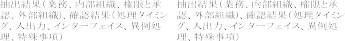 抽出結果(業務、内部組織、権限と承
認、外部組織)、確認結果(処理タイミン
グ、入出力、インターフェイス、異例処
理、特殊事項)
抽出結果(業務、内部組織、権限と承
認、外部組織)、確認結果(処理タイミン
グ、入出力、インターフェイス、異例処
理、特殊事項)